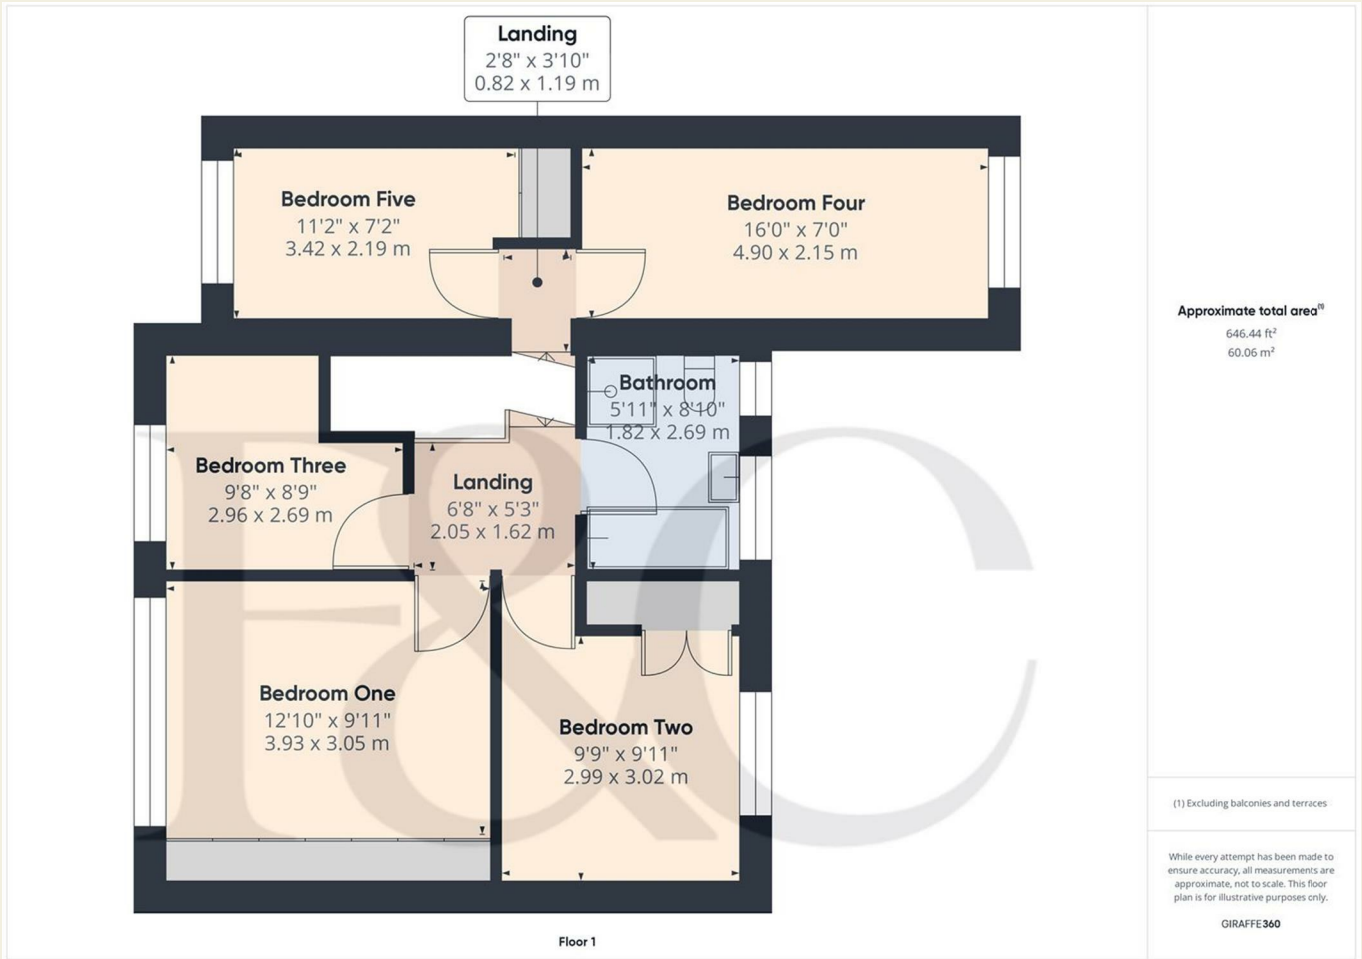 Landing
2'8" x 3'10"
0.82 x 1.19 m
Bedroom Five
11'2" x 7'2"
3.42 x 2.19 m
Bedroom Four
16'0" x 7'0"
4.90 x 2.15 m
Bathroom
5'11" x 8'10"
1.82 x 2.69 m
Bedroom Three
9'8" x 8'9"
2.96 x 2.69 m
Landing
6'8" x 5'3"
2.05 x 1.62 m
Bedroom One
12'10" x 9'11"
3.93 x 3.05 m
Bedroom Two
9'9" x 9'11"
2.99 x 3.02 m
F&C
Floor 1
Approximate total area(1)
646.44 ft²
60.06 m²
(1) Excluding balconies and terraces
While every attempt has been made to
ensure accuracy, all measurements are
approximate, not to scale. This floor
plan is for illustrative purposes only.
GIRAFFE360